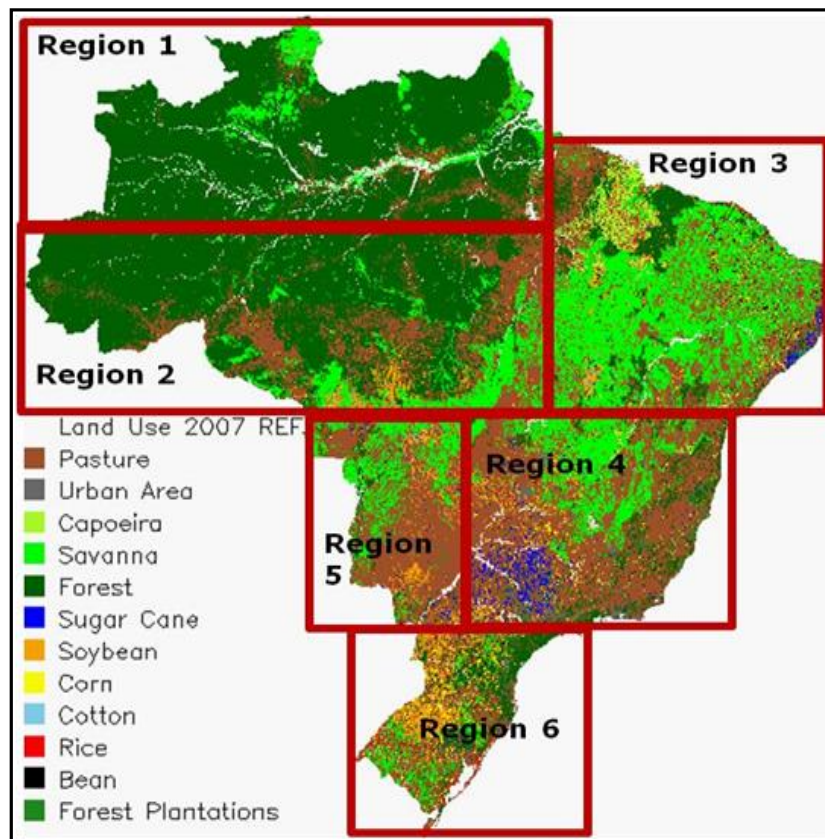 Region 1
Region 3
Region 2
Region 4
Region
5
Region 6
Land Use 2007 REF.
Pasture
Urban Area
Capoeira
Savanna
Forest
Sugar Cane
Soybean
Corn
Cotton
Rice
Bean
Forest Plantations